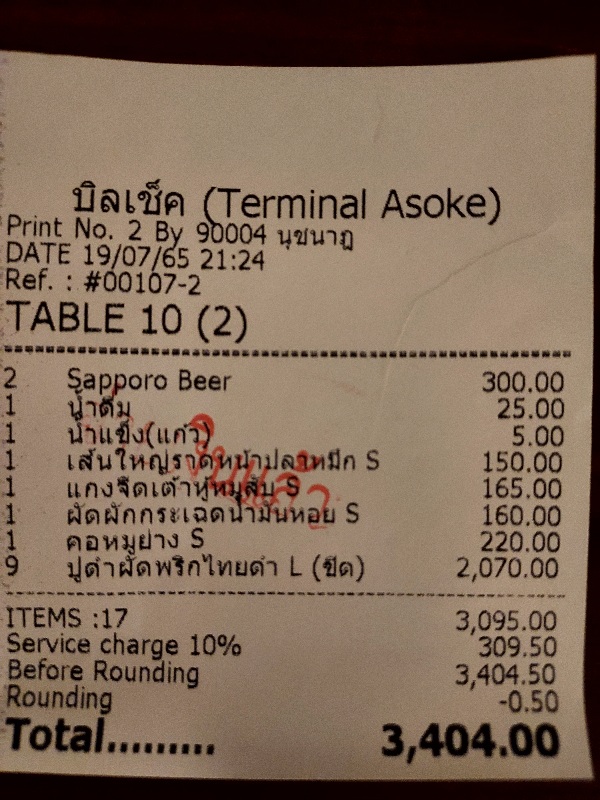 บิลเช็ค (Terminal Asoke)
Print No. 2 By 90004 นุชนาฏ
DATE 19/07/65 21:24
Ref. : #00107-2
TABLE 10 (2)
2 Sapporo Beer 300.00
1 น้ำดื่ม 25.00
1 น้ำแข็ง(แก้ว) 5.00
1 เส้นใหญ่ราดหน้าปลาหมึก S 150.00
1 แกงจืดเต้าหู้หมูสับ S 165.00
1 ผัดผักกระเฉดน้ำมันหอย S 160.00
1 คอหมูย่าง S 220.00
9 ปูดำผัดพริกไทยดำ L (ขีด) 2,070.00
ITEMS :17 3,095.00
Service charge 10% 309.50
Before Rounding 3,404.50
Rounding -0.50
Total......... 3,404.00